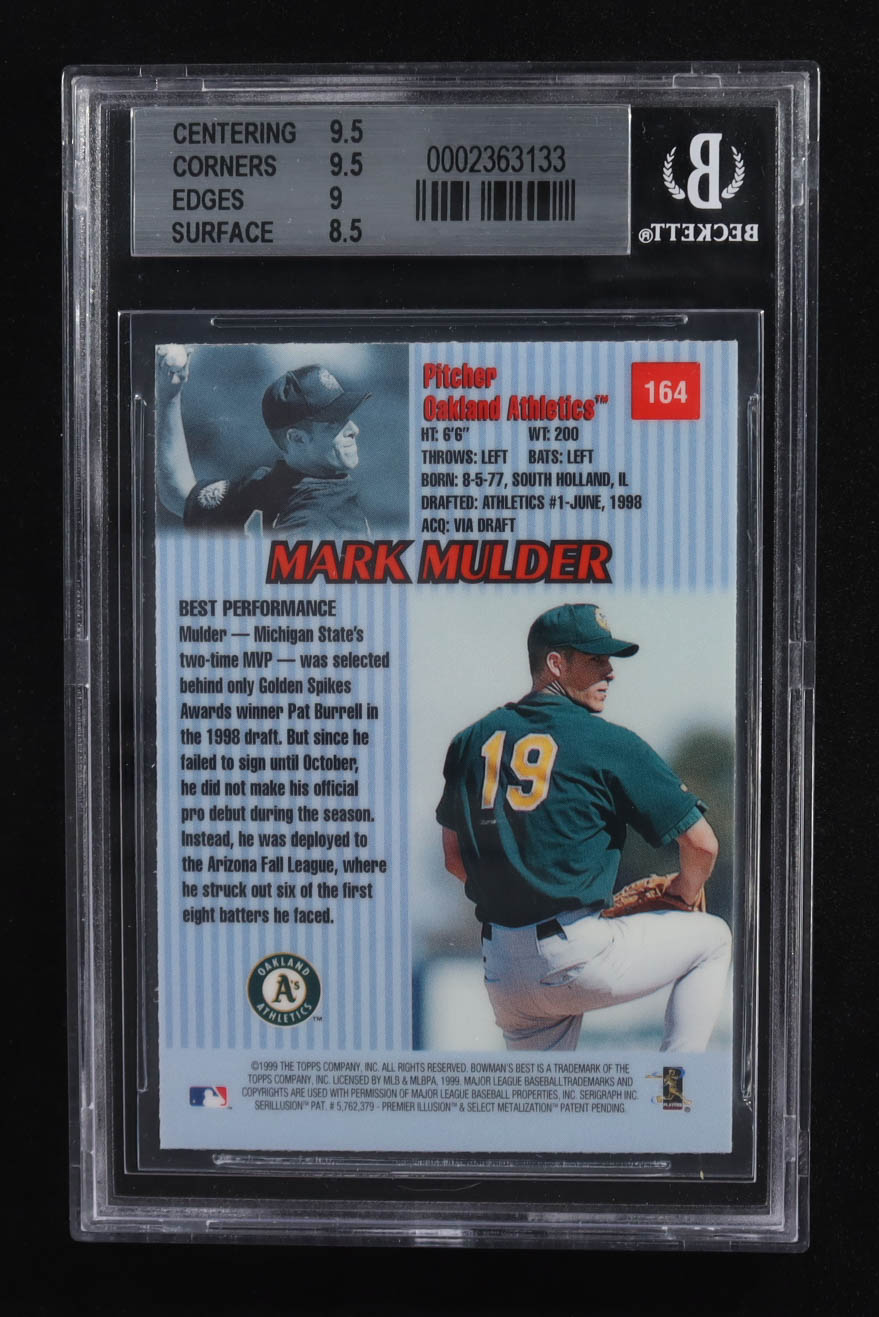 CENTERING 9.5
CORNERS 9.5
EDGES 9
SURFACE 8.5
0002363133
B
BECKETT®
Pitcher
Oakland Athletics™
164
HT: 6'6" WT: 200
THROWS: LEFT BATS: LEFT
BORN: 8-5-77, SOUTH HOLLAND, IL
DRAFTED: ATHLETICS #1-JUNE, 1998
ACQ: VIA DRAFT
MARK MULDER
BEST PERFORMANCE
Mulder — Michigan State's
two-time MVP — was selected
behind only Golden Spikes
Awards winner Pat Burrell in
the 1998 draft. But since he
failed to sign until October,
he did not make his official
pro debut during the season.
Instead, he was deployed to
the Arizona Fall League, where
he struck out six of the first
eight batters he faced.
19
OAKLAND
A's
ATHLETICS
™
©1999 THE TOPPS COMPANY, INC. ALL RIGHTS RESERVED. BOWMAN'S BEST IS A TRADEMARK OF THE
TOPPS COMPANY, INC. LICENSED BY MLB & MLBPA, 1999. MAJOR LEAGUE BASEBALL TRADEMARKS AND
COPYRIGHTS ARE USED WITH PERMISSION OF MAJOR LEAGUE BASEBALL PROPERTIES, INC. SERIGRAPH INC.
SERILLUSION™ PAT. # 5,762,379 - PREMIER ILLUSION™ & SELECT METALIZATION™ PATENT PENDING.